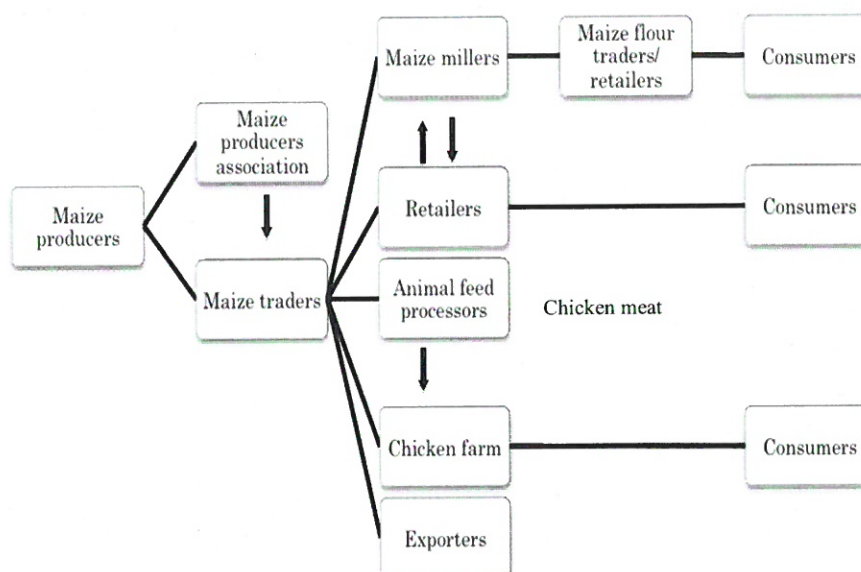 Maize millers
Maize flour
traders/
retailers
Consumers
Maize
producers
association
Maize
producers
Retailers
Consumers
Maize traders
Animal feed
processors
Chicken meat
Chicken farm
Consumers
Exporters